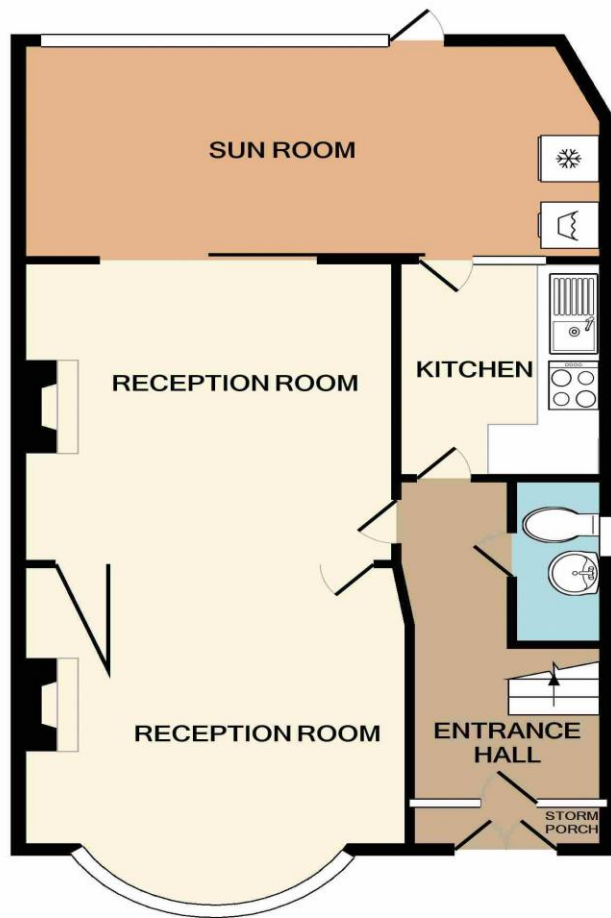 SUN ROOM
RECEPTION ROOM
KITCHEN
RECEPTION ROOM
ENTRANCE
HALL
STORM
PORCH